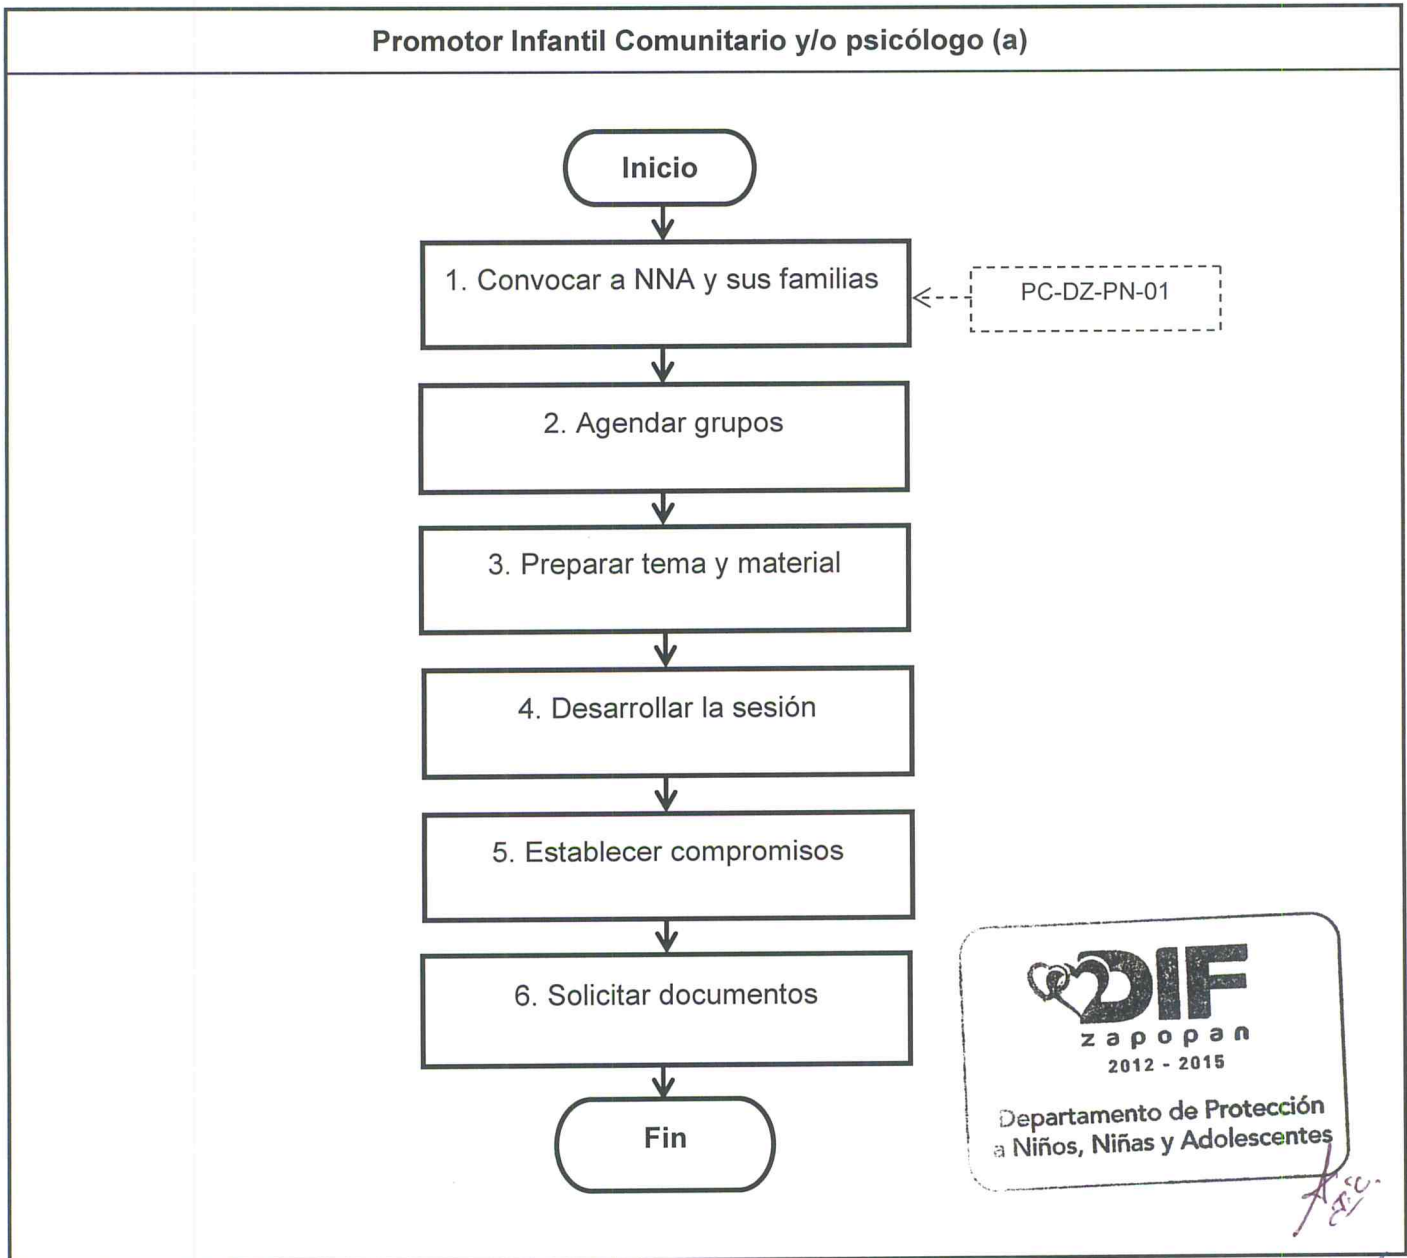 Promotor Infantil Comunitario y/o psicólogo (a)
Inicio
1. Convocar a NNA y sus familias
PC-DZ-PN-01
2. Agendar grupos
3. Preparar tema y material
4. Desarrollar la sesión
5. Establecer compromisos
6. Solicitar documentos
Fin
DIF
zapopan
2012 - 2015
Departamento de Protección
a Niños, Niñas y Adolescentes